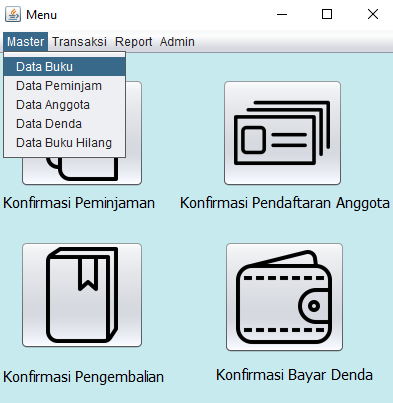 Menu
Master Transaksi Report Admin
Data Buku
Data Peminjam
Data Anggota
Data Denda
Data Buku Hilang
Konfirmasi Peminjaman
Konfirmasi Pendaftaran Anggota
Konfirmasi Pengembalian
Konfirmasi Bayar Denda